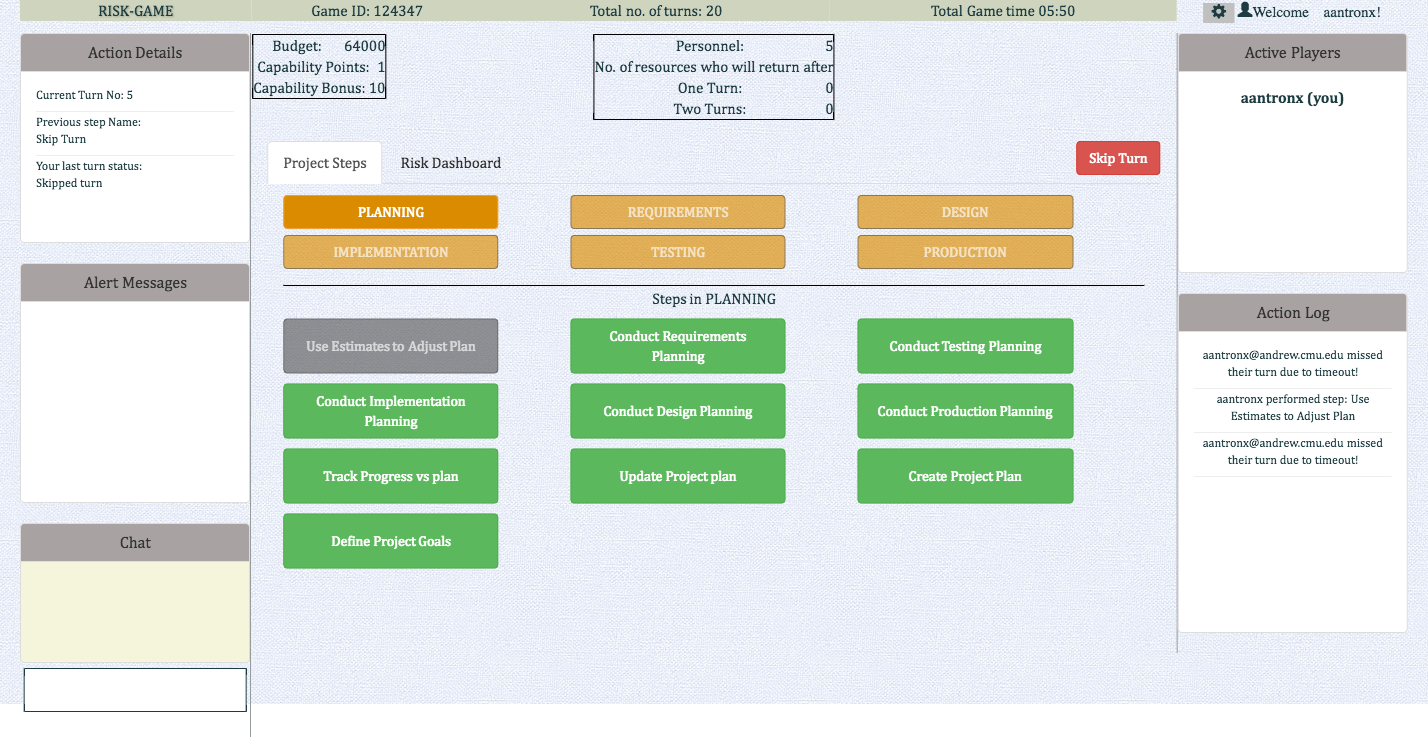 RISK-GAME
Game ID: 124347
Total no. of turns: 20
Total Game time 05:50
Welcome aantronx!
Action Details
Current Turn No: 5
Previous step Name:
Skip Turn
Your last turn status:
Skipped turn
Alert Messages
Chat
Budget: 64000
Capability Points: 1
Capability Bonus: 10
Personnel: 5
No. of resources who will return after
One Turn: 0
Two Turns: 0
Project Steps
Risk Dashboard
Skip Turn
PLANNING
REQUIREMENTS
DESIGN
IMPLEMENTATION
TESTING
PRODUCTION
Steps in PLANNING
Use Estimates to Adjust Plan
Conduct Requirements
Planning
Conduct Testing Planning
Conduct Implementation
Planning
Conduct Design Planning
Conduct Production Planning
Track Progress vs plan
Update Project plan
Create Project Plan
Define Project Goals
Active Players
aantronx (you)
Action Log
aantronx@andrew.cmu.edu missed
their turn due to timeout!
aantronx performed step: Use
Estimates to Adjust Plan
aantronx@andrew.cmu.edu missed
their turn due to timeout!